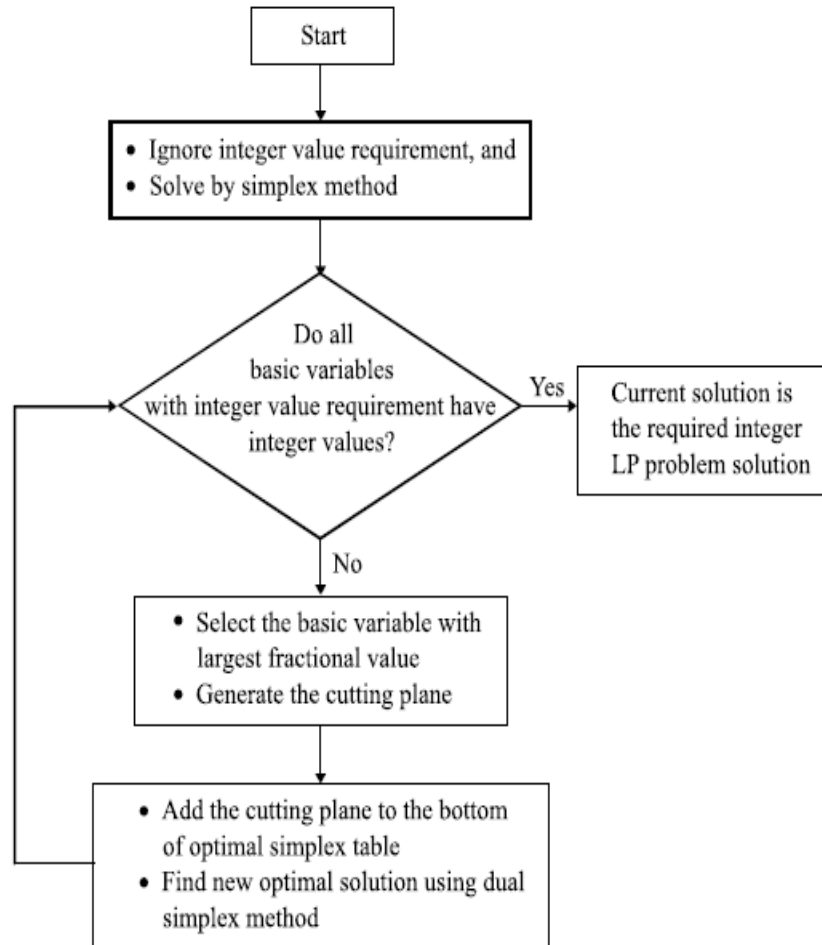 Start
• Ignore integer value requirement, and
• Solve by simplex method
Do all
basic variables
with integer value requirement have
integer values?
Yes
Current solution is
the required integer
LP problem solution
No
• Select the basic variable with
largest fractional value
• Generate the cutting plane
• Add the cutting plane to the bottom
of optimal simplex table
• Find new optimal solution using dual
simplex method